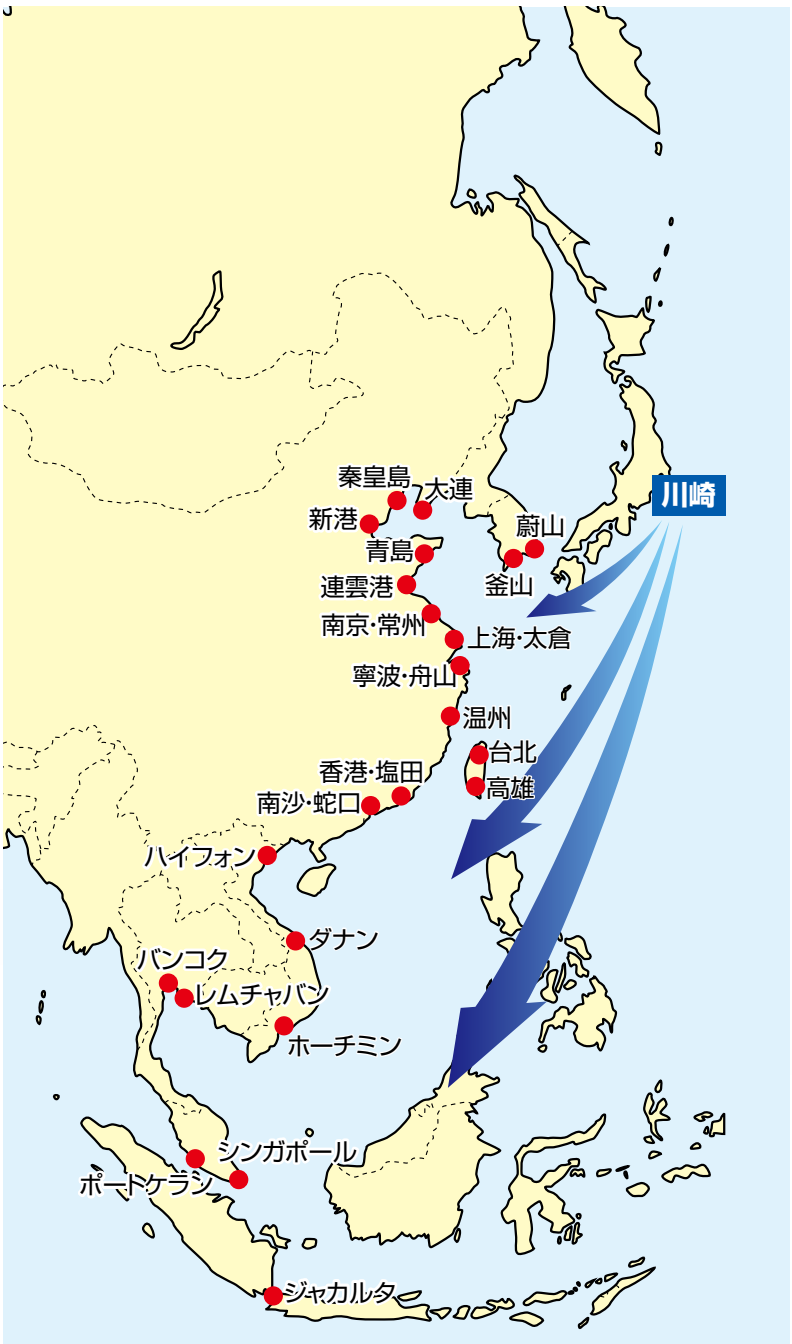 秦皇島
大連
川崎
新港
蔚山
青島
釜山
連雲港
南京・常州
上海・太倉
寧波・舟山
温州
台北
香港・塩田
高雄
南沙・蛇口
ハイフォン
ダナン
バンコク
レムチャバン
ホーチミン
シンガポール
ポートケラン
ジャカルタ